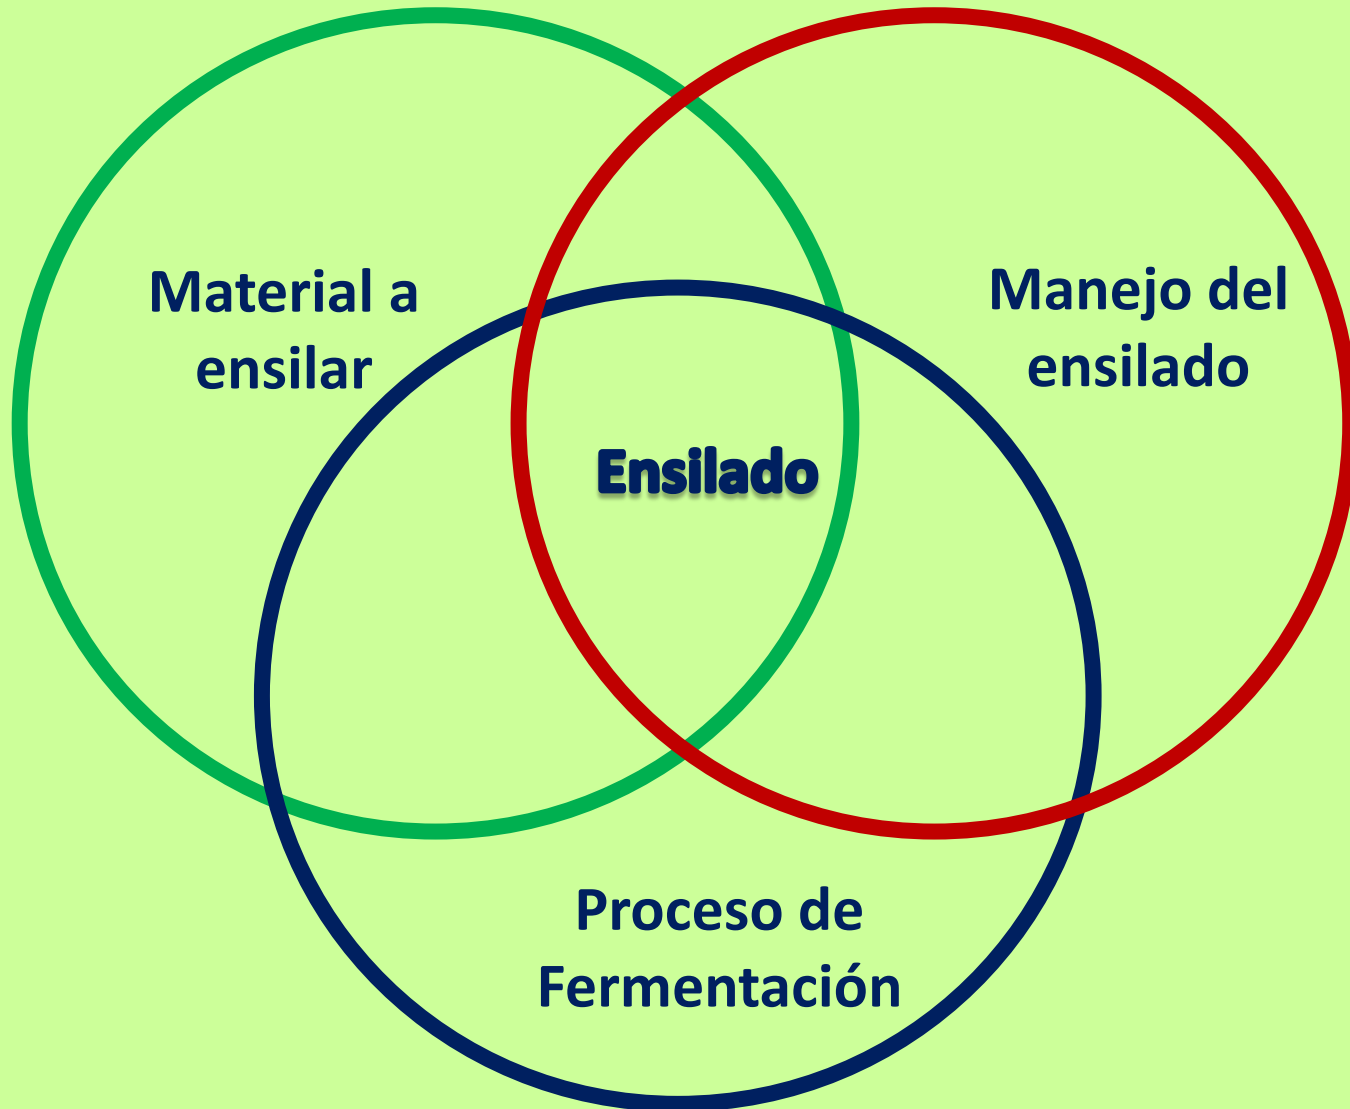 Material a
ensilar
Manejo del
ensilado
Ensilado
Proceso de
Fermentación